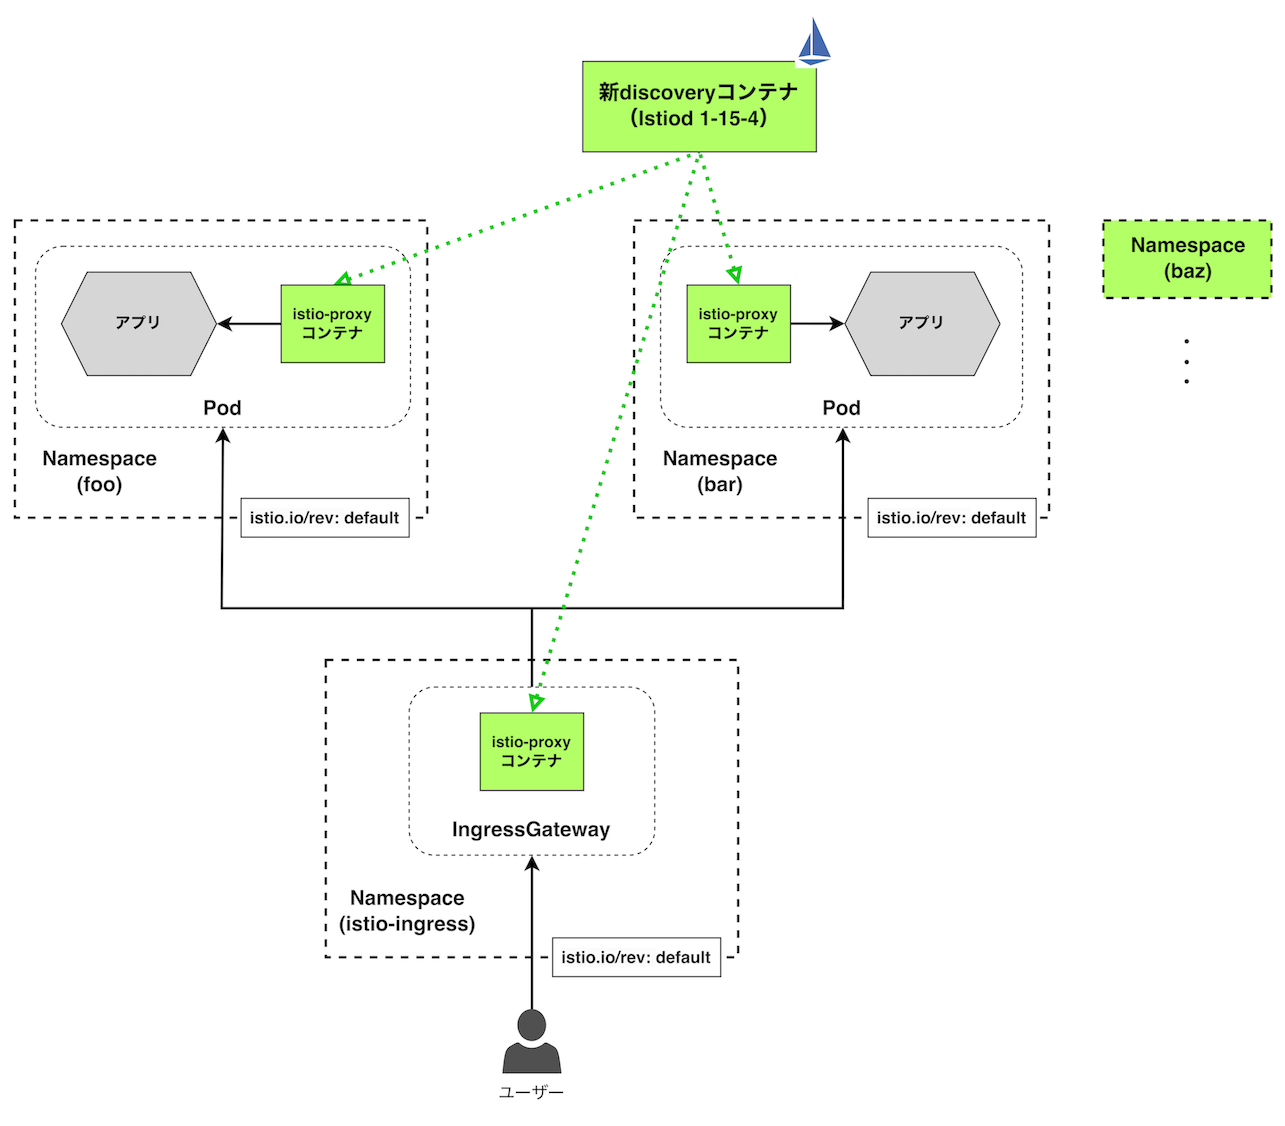 新discoveryコンテナ
（Istiod 1-15-4）
アプリ
istio-proxy
コンテナ
Pod
Namespace
(foo)
istio.io/rev: default
istio-proxy
コンテナ
アプリ
Pod
Namespace
(bar)
istio.io/rev: default
Namespace
(baz)
istio-proxy
コンテナ
IngressGateway
Namespace
(istio-ingress)
istio.io/rev: default
ユーザー